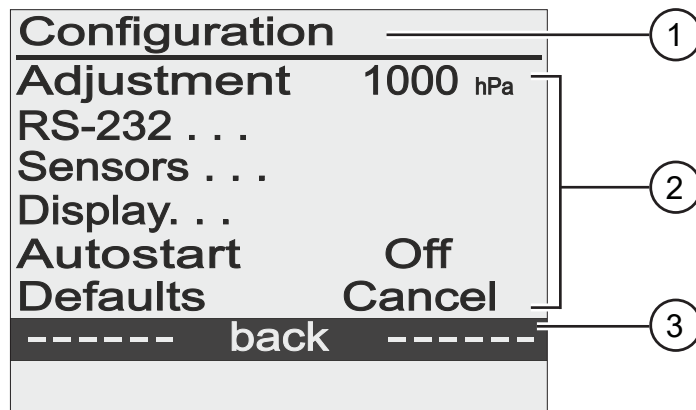 Configuration
Adjustment 1000 hPa
RS-232 . . .
Sensors . . .
Display. . .
Autostart Off
Defaults Cancel
------ back ------
1
2
3